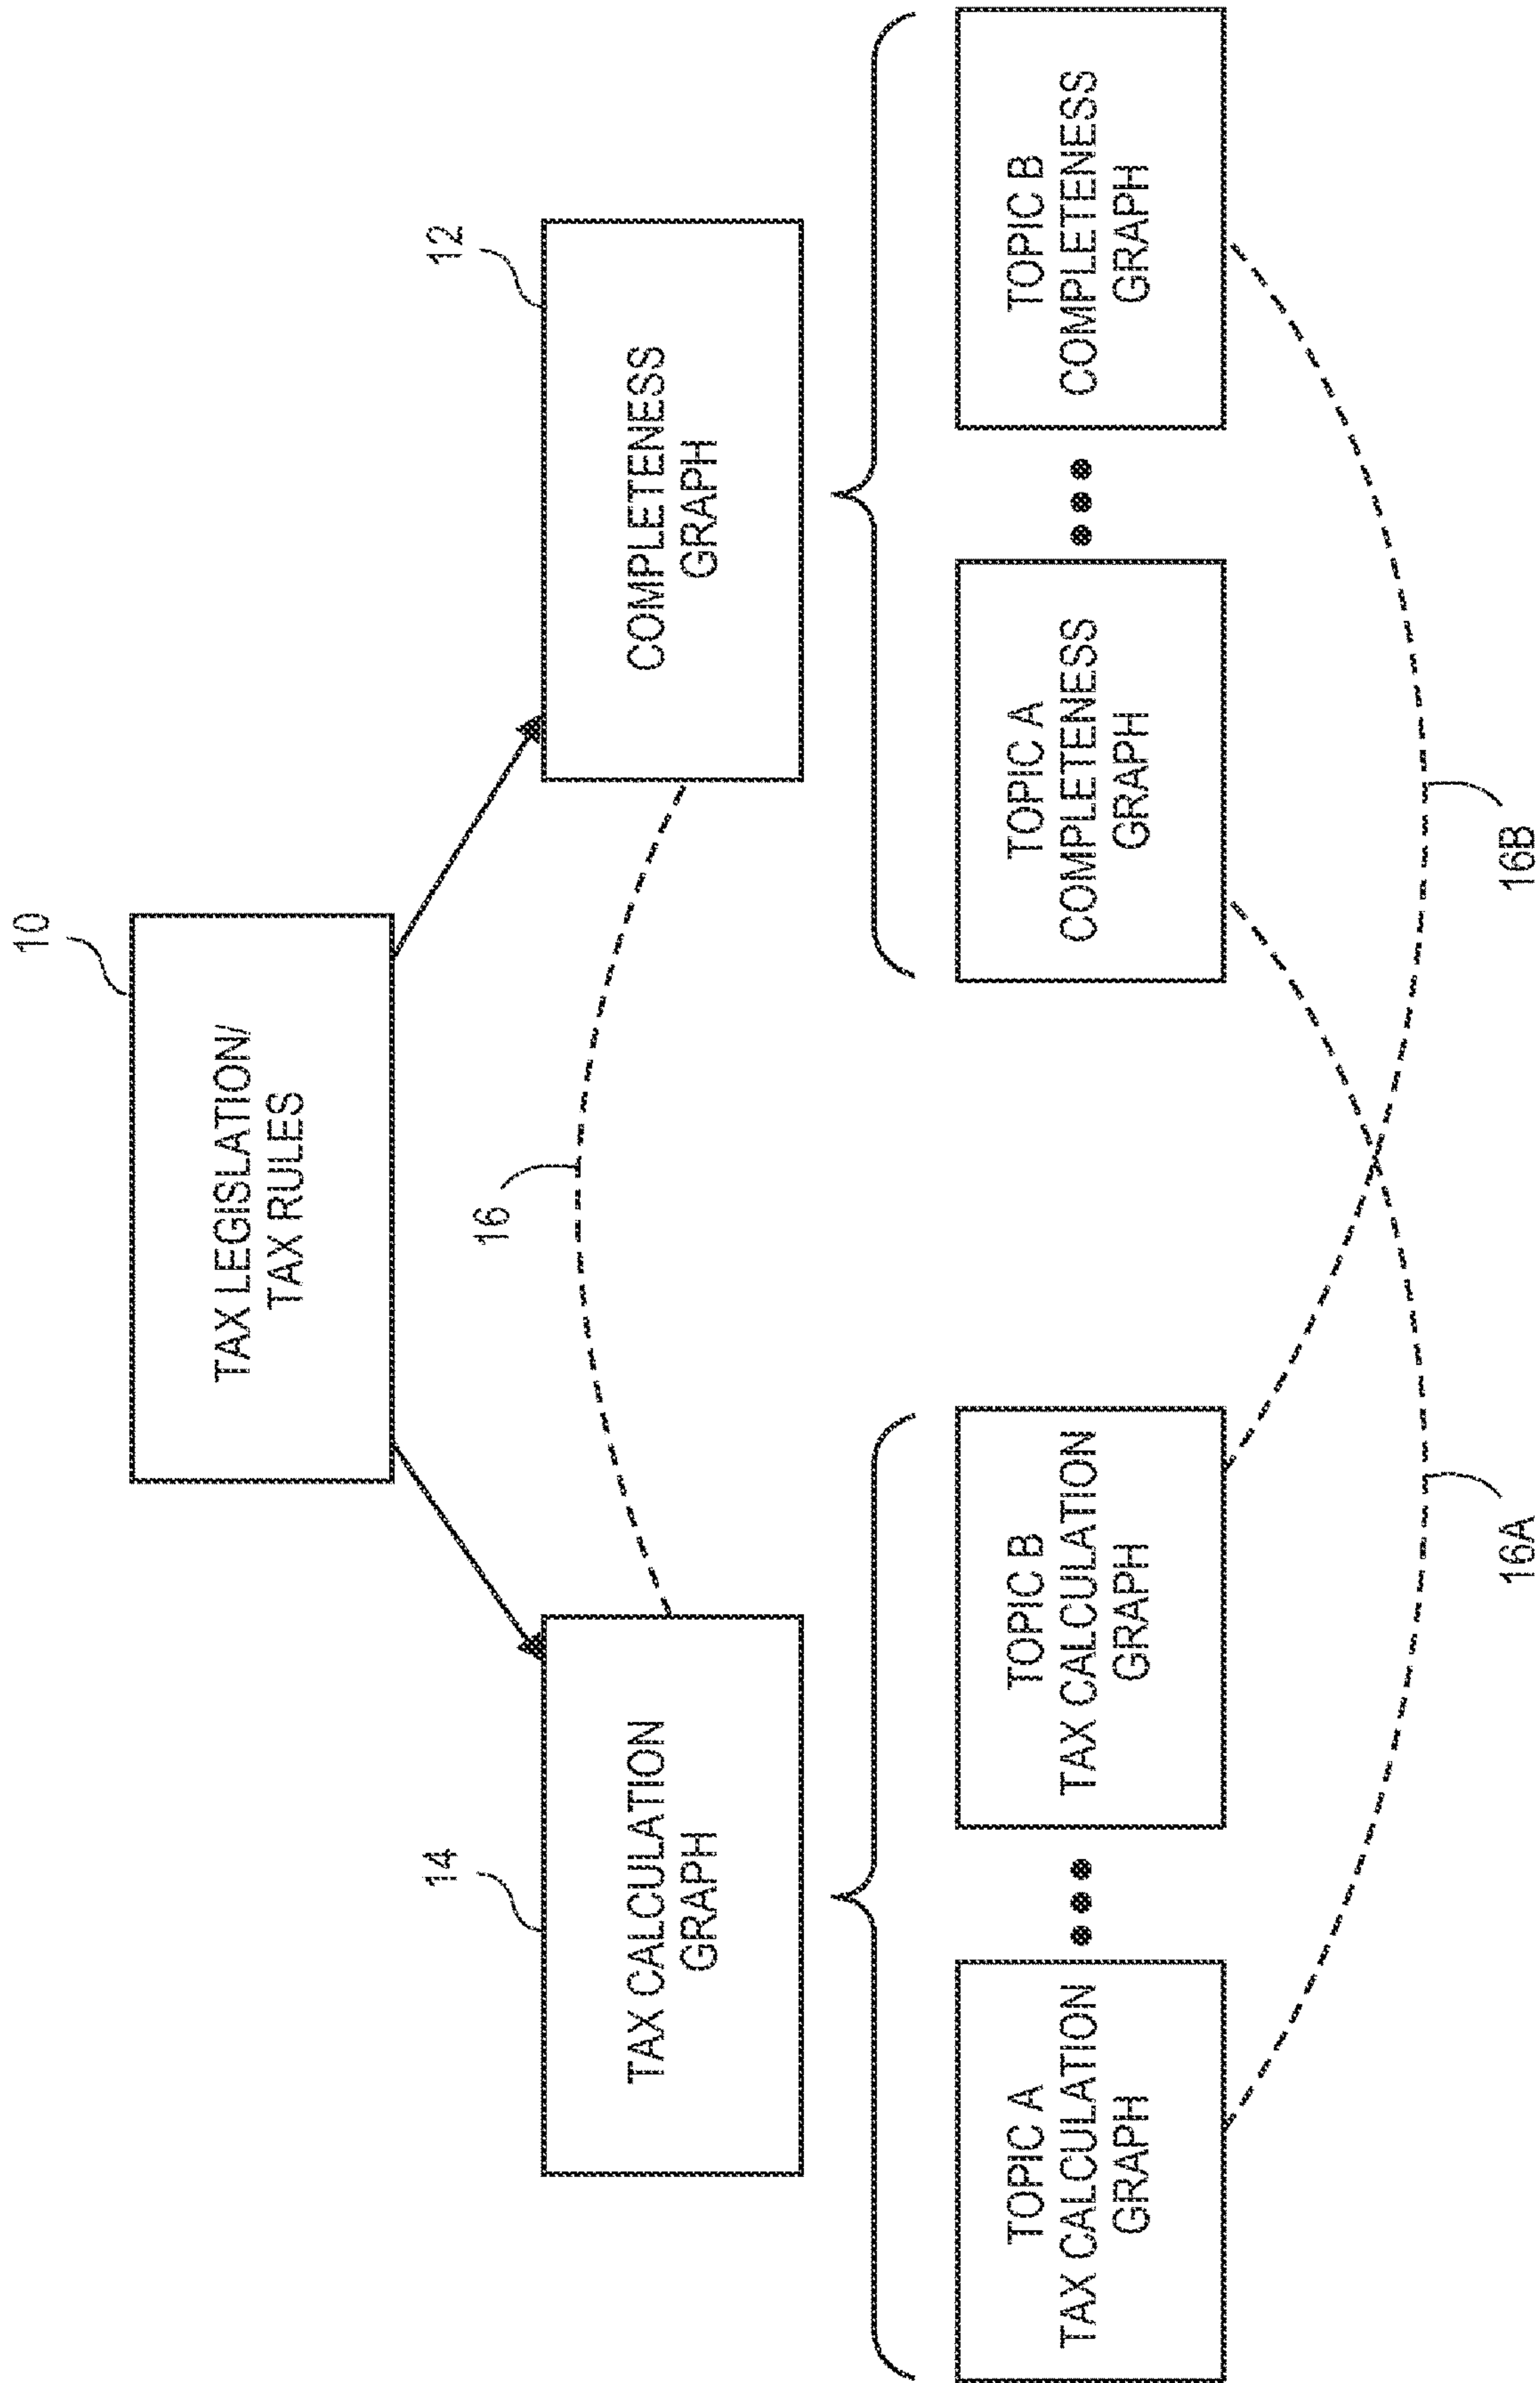 10
TAX LEGISLATION/
TAX RULES
14
TAX CALCULATION
GRAPH
16
12
COMPLETENESS
GRAPH
TOPIC A
TAX CALCULATION
GRAPH
TOPIC B
TAX CALCULATION
GRAPH
TOPIC A
COMPLETENESS
GRAPH
TOPIC B
COMPLETENESS
GRAPH
16A
16B